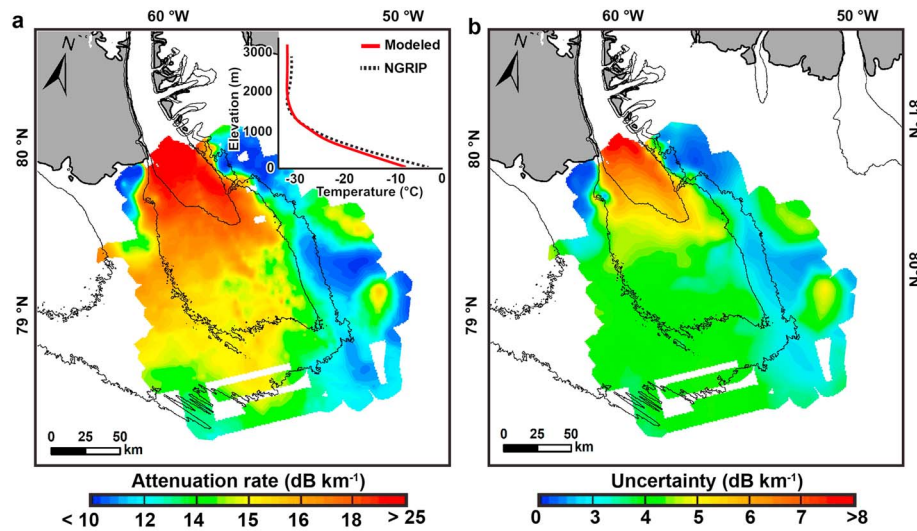 a
60 °W
50 °W
b
60 °W
50 °W
N
Modeled
NGRIP
Elevation (m)
3000
2000
1000
0
-30
-20
-10
0
Temperature (°C)
N
80 °N
79 °N
81°N
80°N
80 °N
79 °N
0 25 50
km
0 25 50
km
Attenuation rate (dB km⁻¹)
< 10 12 14 15 16 18 > 25
Uncertainty (dB km⁻¹)
0 3 4 5 6 7 >8